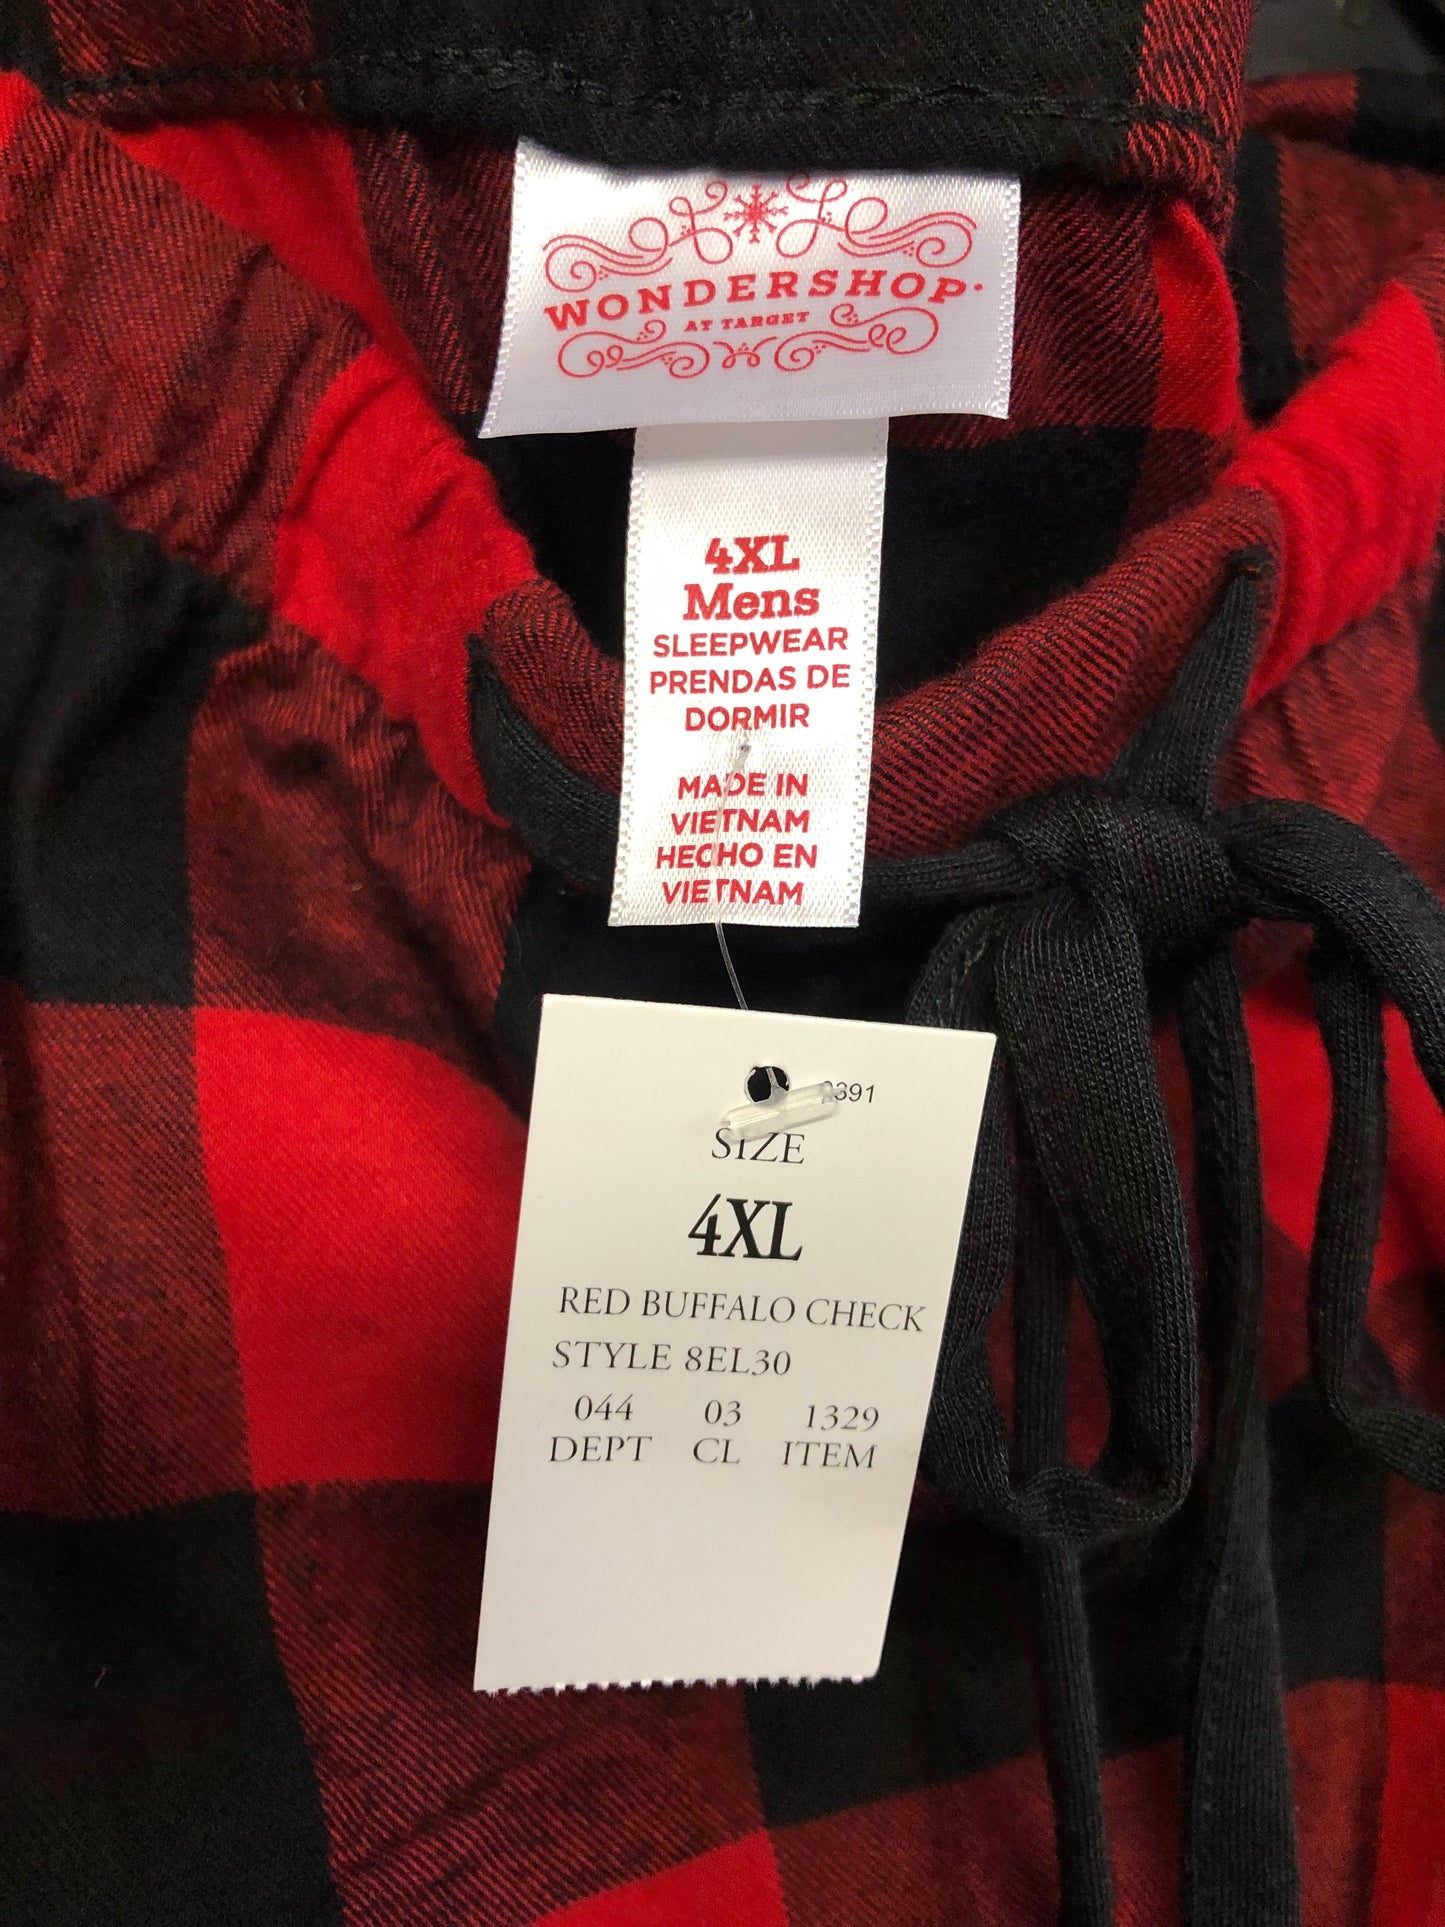 WONDERSHOP
AT TARGET
4XL
Mens
SLEEPWEAR
PRENDAS DE
DORMIR
MADE IN
VIETNAM
HECHO EN
VIETNAM
SIZE
4XL
RED BUFFALO CHECK
STYLE 8EL30
044 03 1329
DEPT CL ITEM